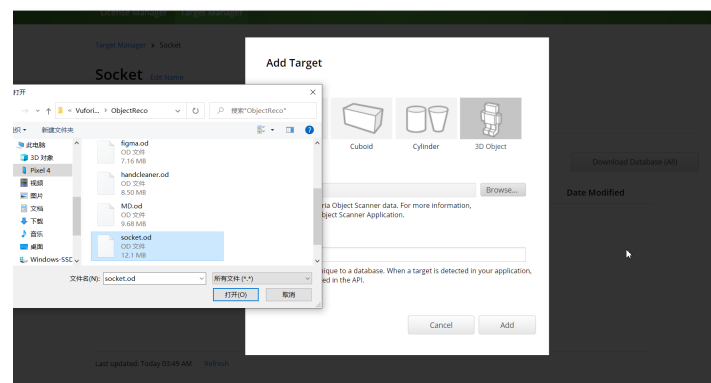 License Manager Target Manager
Target Manager > Socket
Socket Edit Name
Add Target
Cuboid
Cylinder
3D Object
Browse...
ria Object Scanner data. For more information,
bject Scanner Application.
nique to a database. When a target is detected in your application,
ed in the API.
Cancel
Add
Download Database (All)
Date Modified
Last updated: Today 03:49 AM Refresh
打开
« Vufori... > ObjectReco
搜索"ObjectReco"
织 新建文件夹
此电脑
3D 对象
Pixel 4
视频
图片
文档
下载
音乐
桌面
Windows-SSD
figma.od
OD 文件
7.16 MB
handcleaner.od
OD 文件
8.50 MB
MD.od
OD 文件
9.68 MB
socket.od
OD 文件
12.1 MB
文件名(N): socket.od
所有文件 (*.*)
打开(O)
取消